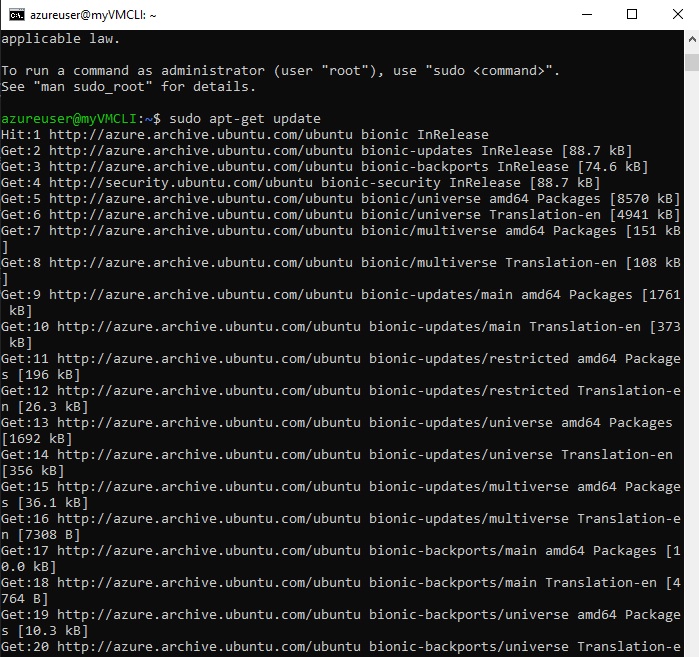 azureuser@myVMCLI: ~
applicable law.
To run a command as administrator (user "root"), use "sudo <command>".
See "man sudo_root" for details.
azureuser@myVMCLI:~$ sudo apt-get update
Hit:1 http://azure.archive.ubuntu.com/ubuntu bionic InRelease
Get:2 http://azure.archive.ubuntu.com/ubuntu bionic-updates InRelease [88.7 kB]
Get:3 http://azure.archive.ubuntu.com/ubuntu bionic-backports InRelease [74.6 kB]
Get:4 http://security.ubuntu.com/ubuntu bionic-security InRelease [88.7 kB]
Get:5 http://azure.archive.ubuntu.com/ubuntu bionic/universe amd64 Packages [8570 kB]
Get:6 http://azure.archive.ubuntu.com/ubuntu bionic/universe Translation-en [4941 kB]
Get:7 http://azure.archive.ubuntu.com/ubuntu bionic/multiverse amd64 Packages [151 kB
]
Get:8 http://azure.archive.ubuntu.com/ubuntu bionic/multiverse Translation-en [108 kB
]
Get:9 http://azure.archive.ubuntu.com/ubuntu bionic-updates/main amd64 Packages [1761
 kB]
Get:10 http://azure.archive.ubuntu.com/ubuntu bionic-updates/main Translation-en [373
 kB]
Get:11 http://azure.archive.ubuntu.com/ubuntu bionic-updates/restricted amd64 Package
s [196 kB]
Get:12 http://azure.archive.ubuntu.com/ubuntu bionic-updates/restricted Translation-e
n [26.3 kB]
Get:13 http://azure.archive.ubuntu.com/ubuntu bionic-updates/universe amd64 Packages
[1692 kB]
Get:14 http://azure.archive.ubuntu.com/ubuntu bionic-updates/universe Translation-en
[356 kB]
Get:15 http://azure.archive.ubuntu.com/ubuntu bionic-updates/multiverse amd64 Package
s [36.1 kB]
Get:16 http://azure.archive.ubuntu.com/ubuntu bionic-updates/multiverse Translation-e
n [7308 B]
Get:17 http://azure.archive.ubuntu.com/ubuntu bionic-backports/main amd64 Packages [1
0.0 kB]
Get:18 http://azure.archive.ubuntu.com/ubuntu bionic-backports/main Translation-en [4
764 B]
Get:19 http://azure.archive.ubuntu.com/ubuntu bionic-backports/universe amd64 Package
s [10.3 kB]
Get:20 http://azure.archive.ubuntu.com/ubuntu bionic-backports/universe Translation-e